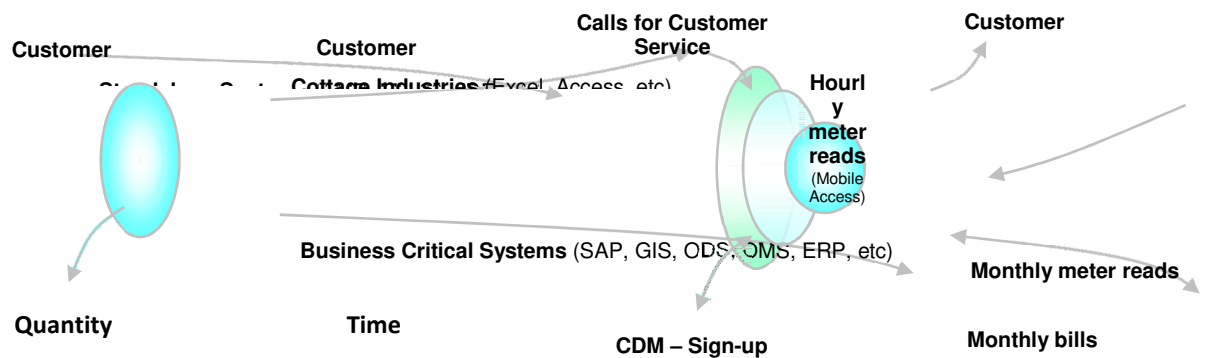 Calls for Customer
Service
Customer
Customer
Customer
Cottage Industries (Excel, Access, etc)
Hourl
y
meter
reads
(Mobile
Access)
Business Critical Systems (SAP, GIS, ODS, OMS, ERP, etc)
Monthly meter reads
Quantity
Time
CDM – Sign-up
Monthly bills